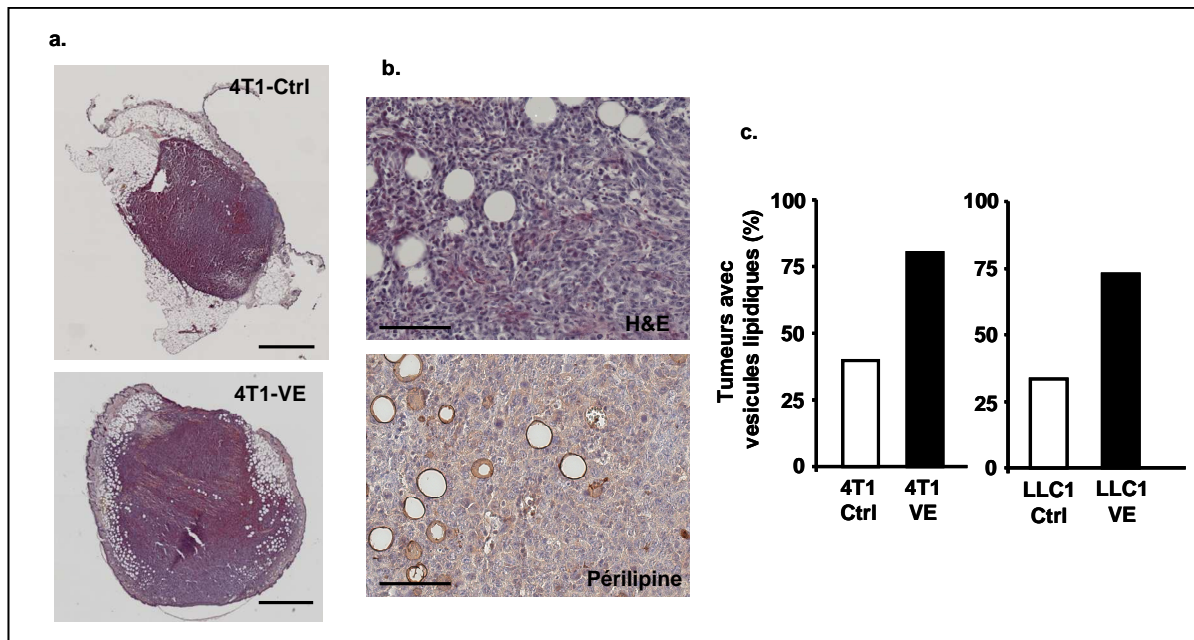 a.
4T1-Ctrl
4T1-VE
b.
H&E
Périlipine
c.
Tumeurs avec
vesicules lipidiques (%)
100
75
50
25
0
4T1
Ctrl
4T1
VE
100
75
50
25
0
LLC1
Ctrl
LLC1
VE